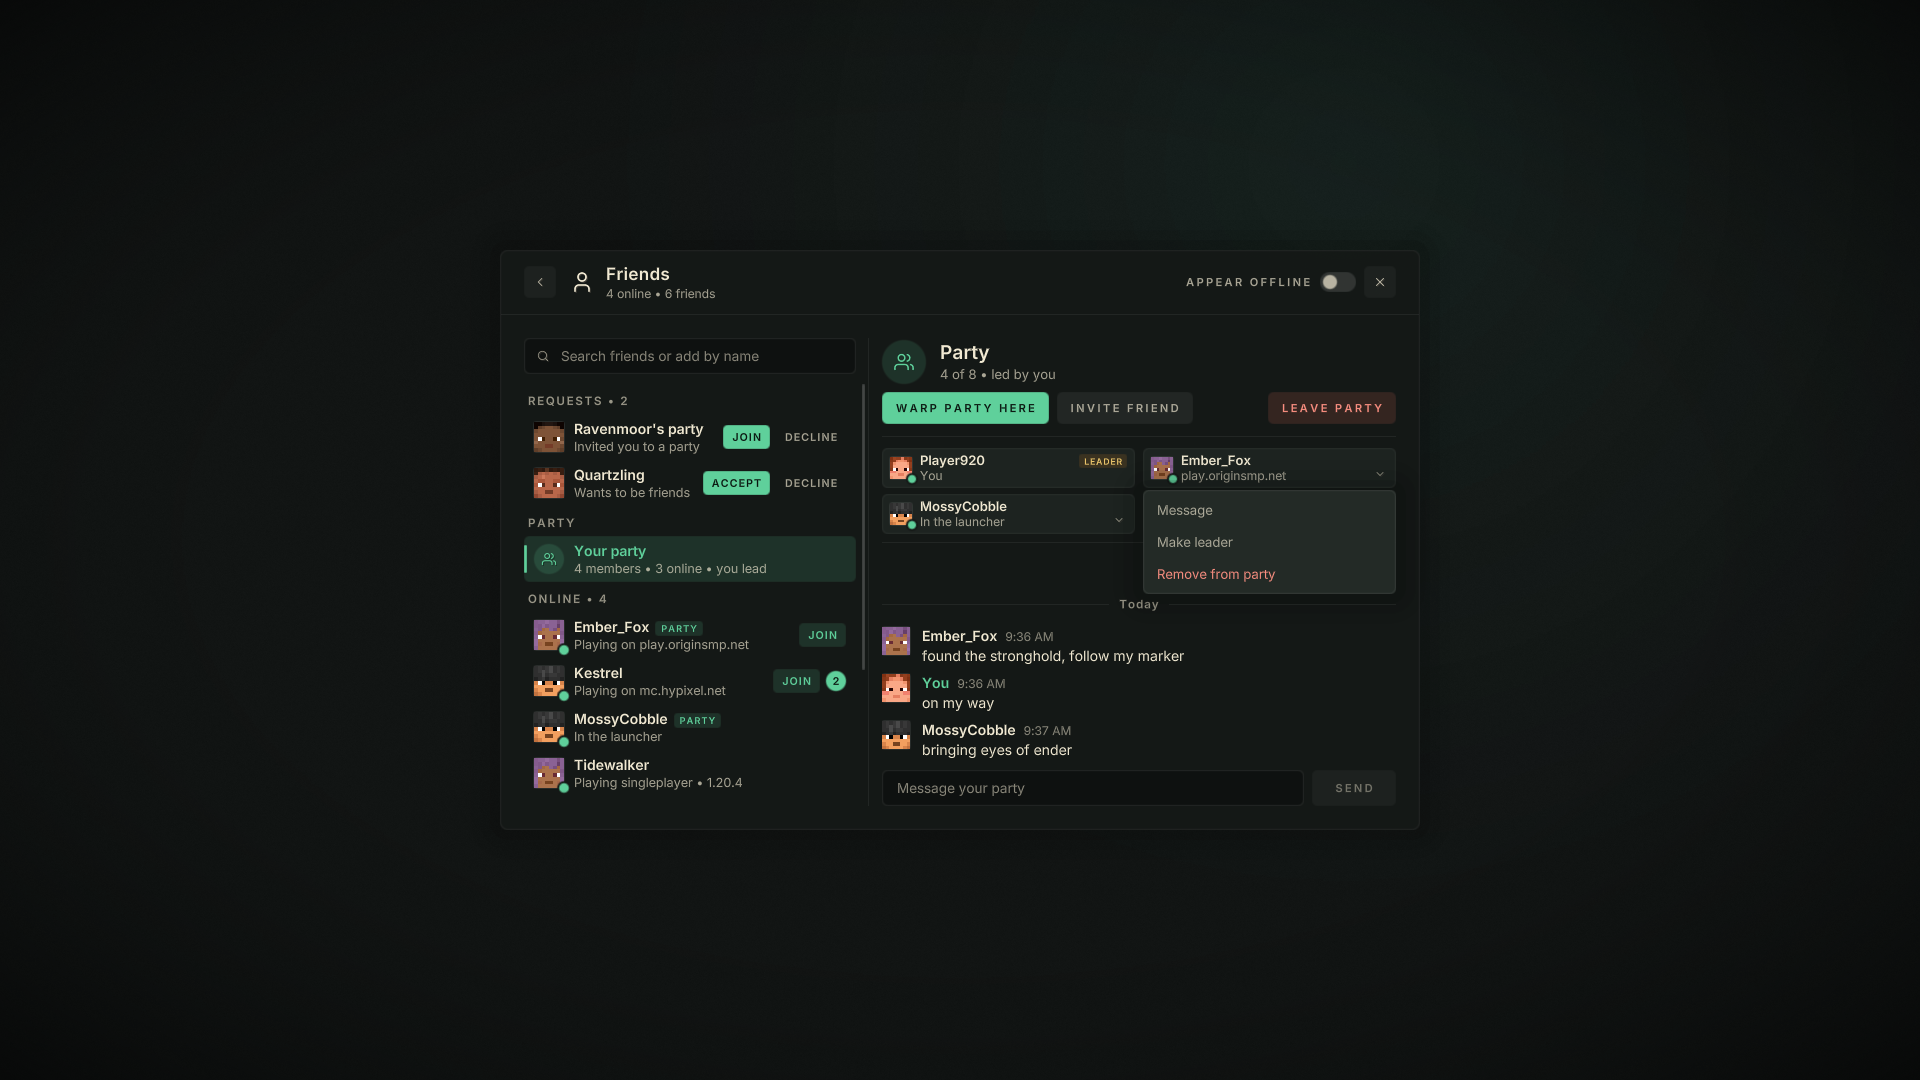 Friends
4 online • 6 friends
APPEAR OFFLINE
Search friends or add by name
REQUESTS • 2
Ravenmoor's party
Invited you to a party
JOIN
DECLINE
Quartzling
Wants to be friends
ACCEPT
DECLINE
PARTY
Your party
4 members • 3 online • you lead
ONLINE • 4
Ember_Fox PARTY
Playing on play.originsmp.net
JOIN
Kestrel
Playing on mc.hypixel.net
JOIN
2
MossyCobble PARTY
In the launcher
Tidewalker
Playing singleplayer • 1.20.4
Party
4 of 8 • led by you
WARP PARTY HERE
INVITE FRIEND
LEAVE PARTY
Player920
You
LEADER
Ember_Fox
play.originsmp.net
MossyCobble
In the launcher
Message
Make leader
Remove from party
Today
Ember_Fox 9:36 AM
found the stronghold, follow my marker
You 9:36 AM
on my way
MossyCobble 9:37 AM
bringing eyes of ender
Message your party
SEND